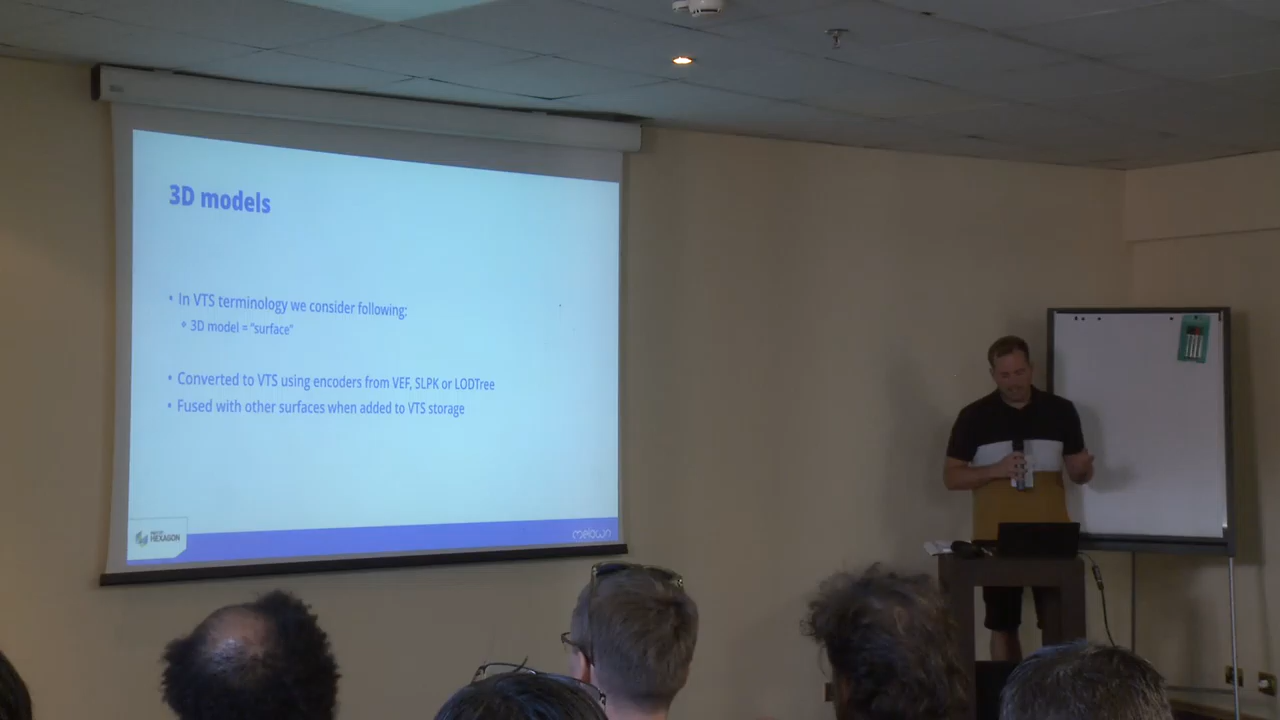 3D models
• In VTS terminology we consider following:
3D model = "surface"
• Converted to VTS using encoders from VEF, SLPK or LODTree
• Fused with other surfaces when added to VTS storage
HEXAGON
melown